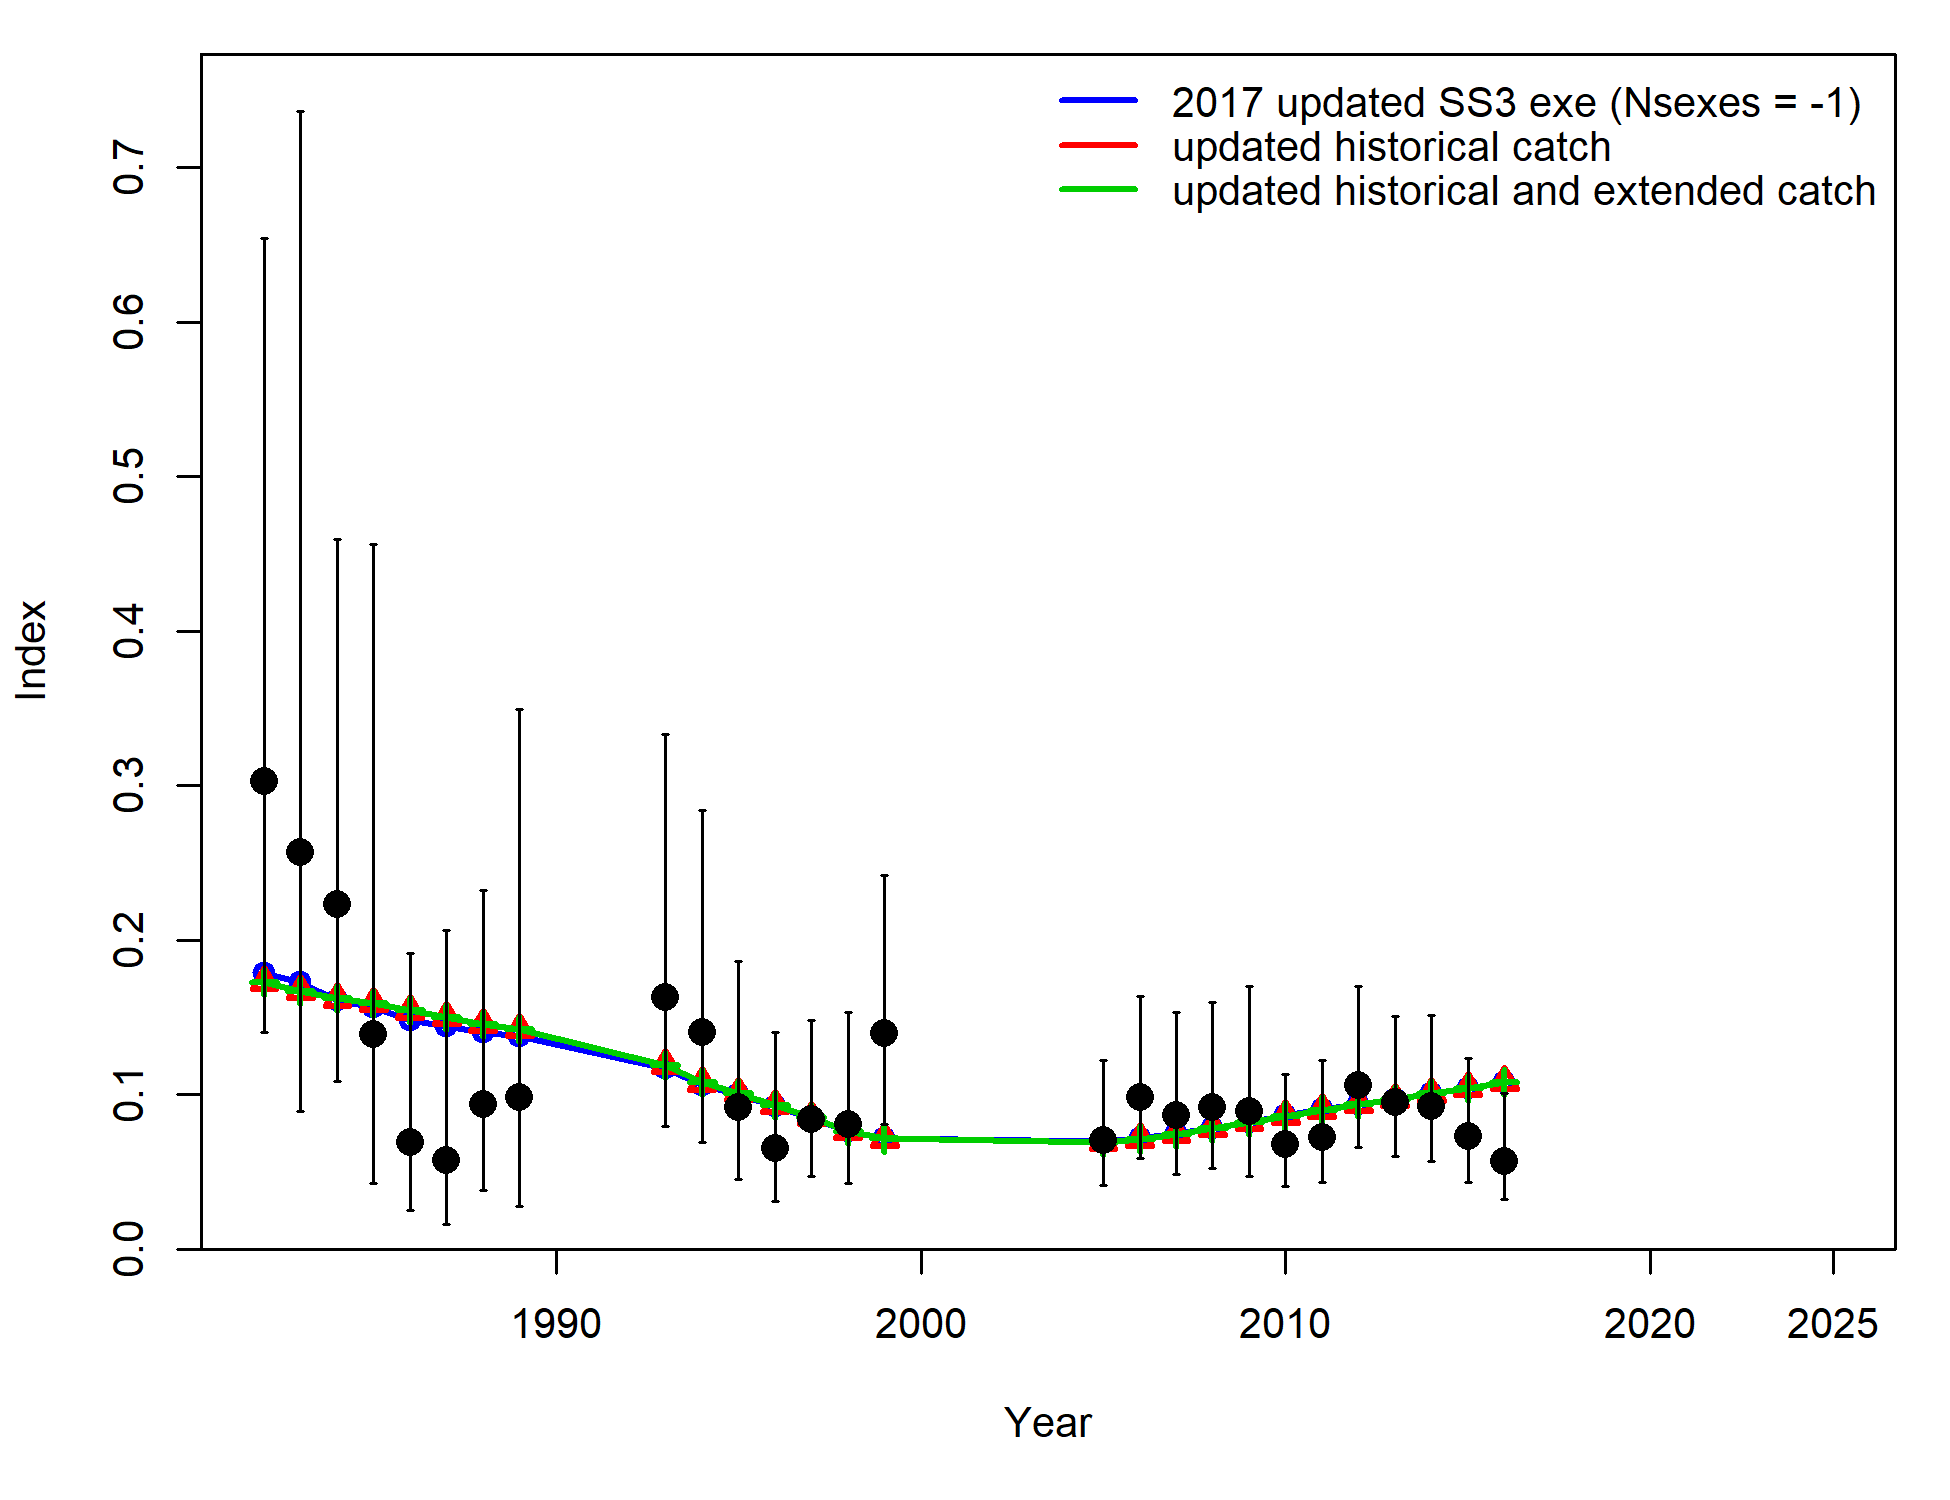 2017 updated SS3 exe (Nsexes = -1)
updated historical catch
updated historical and extended catch
0.7
0.6
0.5
0.4
0.3
0.2
0.1
0.0
Index
1990 2000 2010 2020 2025
Year